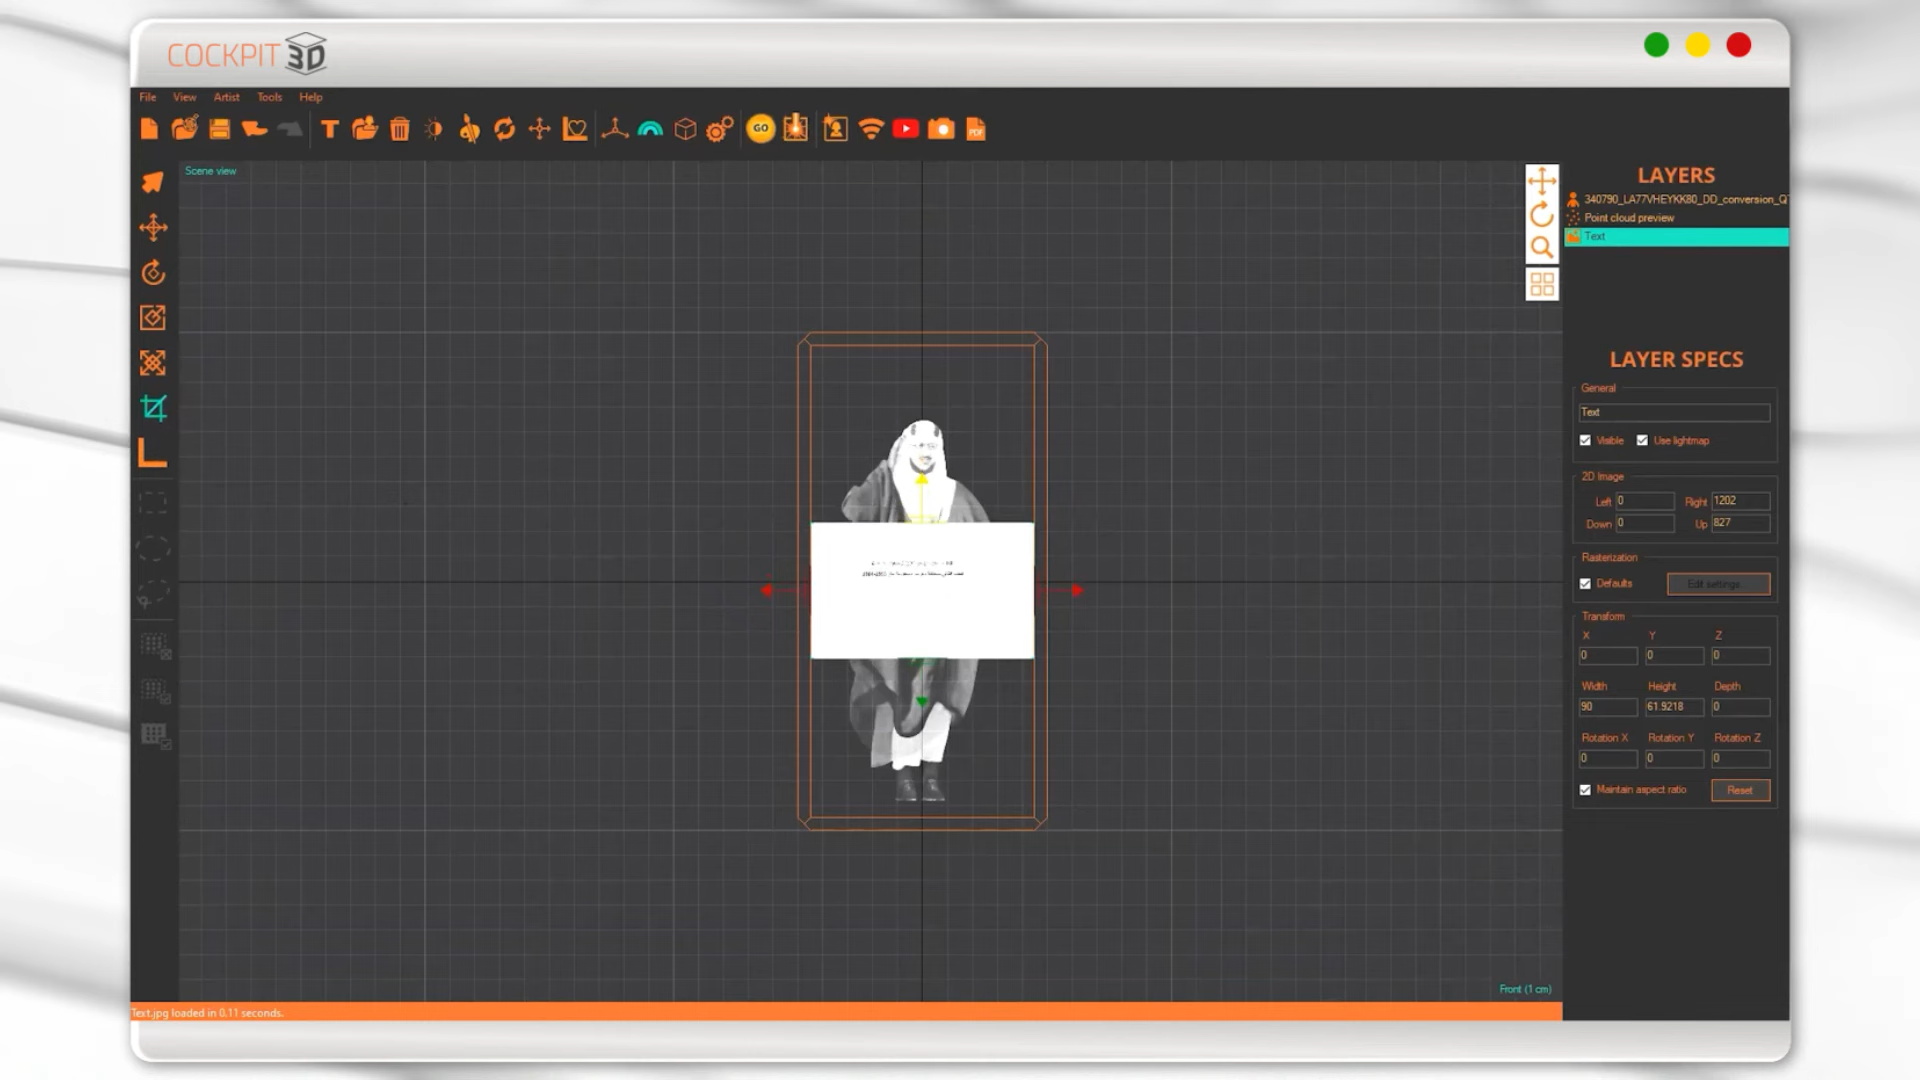 COCKPIT 3D
File View Artist Tools Help
T GO PDF
Scene view
LAYERS
340790_LA77VHEYKK80_DD_conversion_Q
Point cloud preview
Text
LAYER SPECS
General
Text
Visible Use lightmap
2D Image
Left 0 Right 1202
Down 0 Up 827
Rasterization
Defaults Edit settings...
Transform
X Y Z
0 0 0
Width Height Depth
90 61.9218 0
Rotation X Rotation Y Rotation Z
0 0 0
Maintain aspect ratio Reset
Front (1 cm)
Text.jpg loaded in 0.11 seconds.